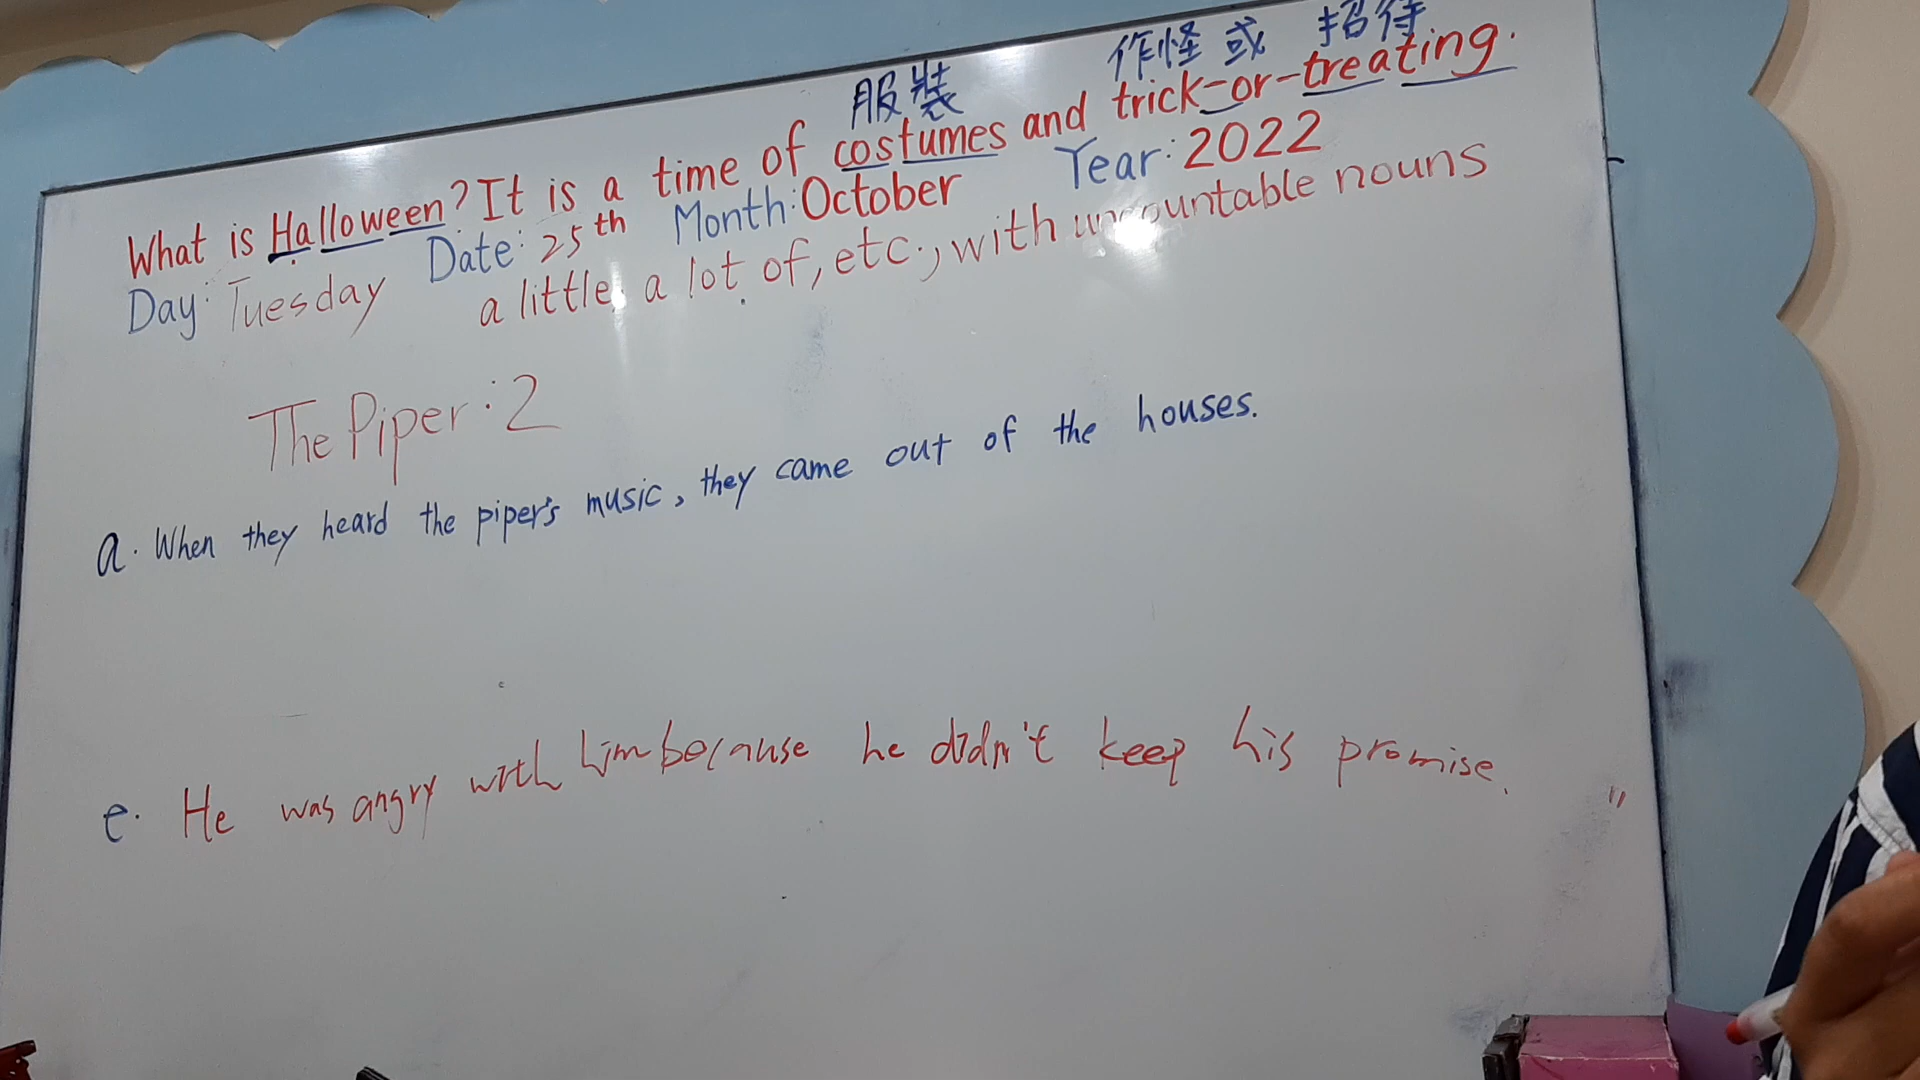 服裝 作怪或 招待
What is Halloween? It is a time of costumes and trick-or-treating.
Day: Tuesday Date: 25th Month: October Year: 2022
a little, a lot of, etc., with uncountable nouns
The Piper: 2
a. When they heard the piper's music, they came out of the houses.
e. He was angry with him because he didn't keep his promise.